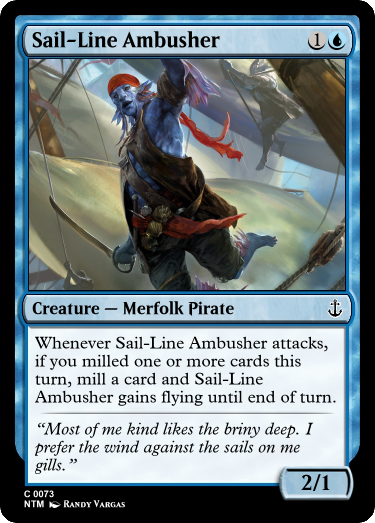 Sail-Line Ambusher 1
Creature — Merfolk Pirate
Whenever Sail-Line Ambusher attacks,
if you milled one or more cards this
turn, mill a card and Sail-Line
Ambusher gains flying until end of turn.
“Most of me kind likes the briny deep. I
prefer the wind against the sails on me
gills.”
2/1
C 0073
NTM Randy Vargas